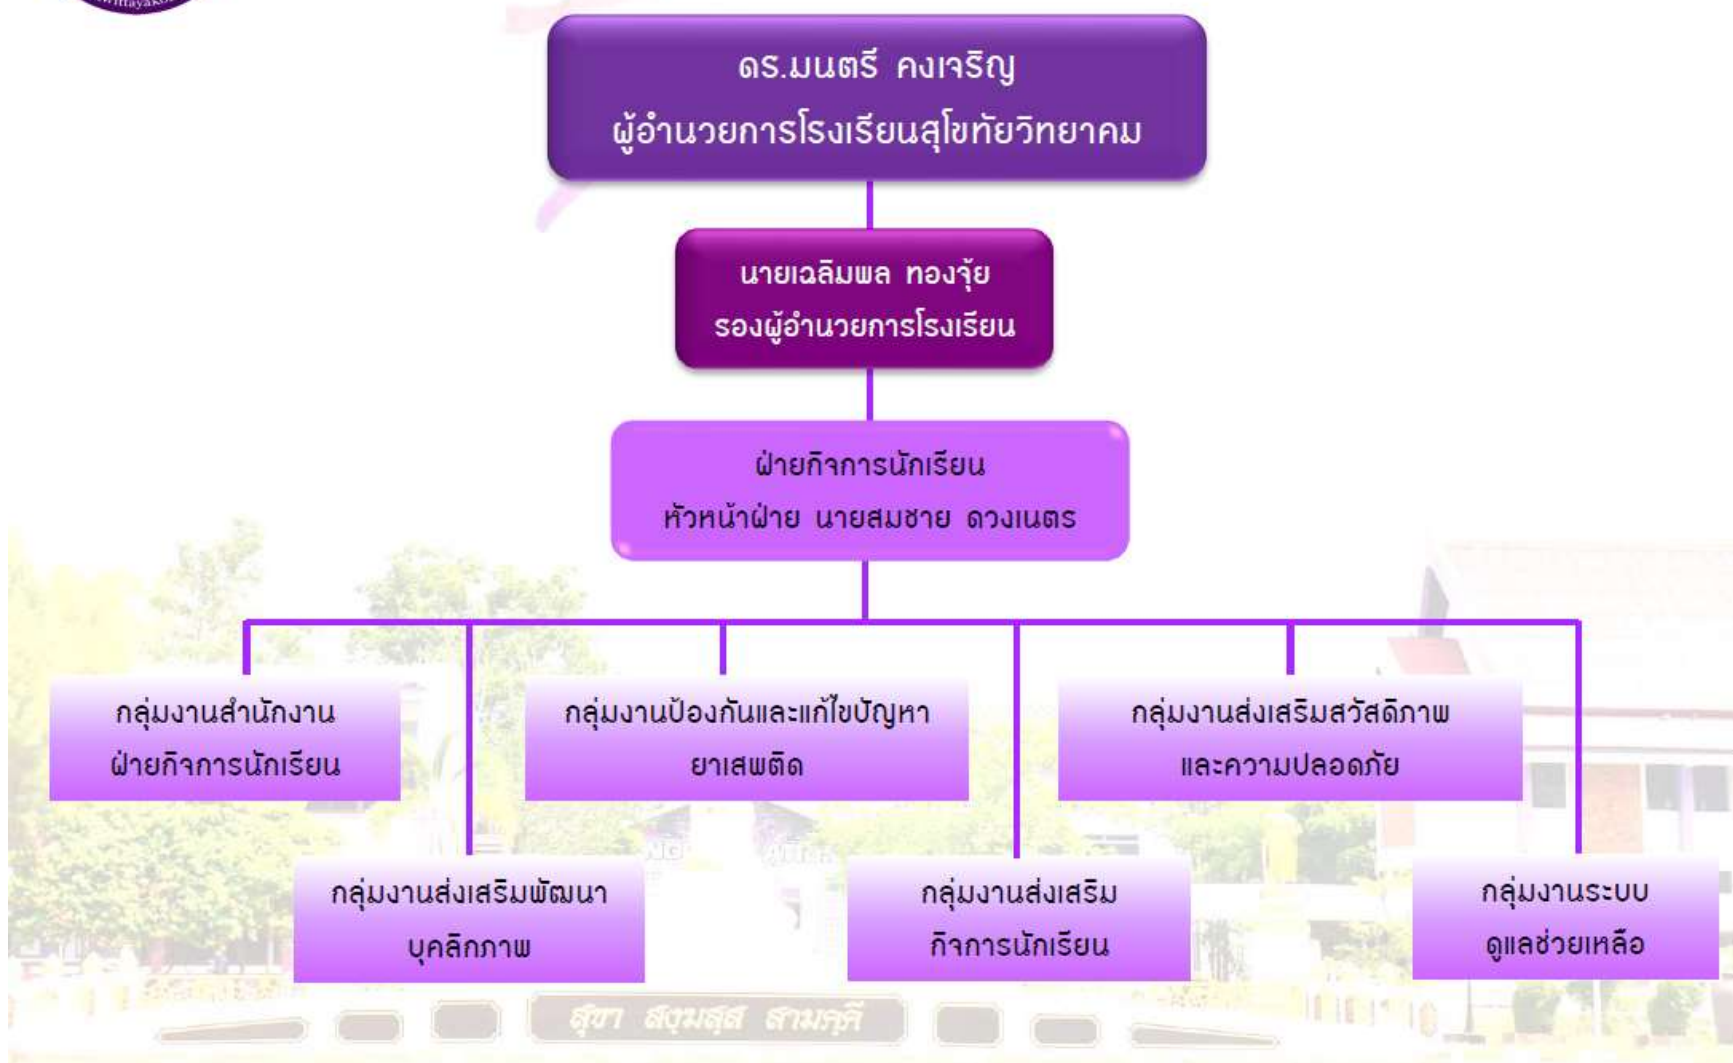 ดร.มนตรี คงเจริญ
ผู้อำนวยการโรงเรียนสุโขทัยวิทยาคม
นายเฉลิมพล ทองจุ้ย
รองผู้อำนวยการโรงเรียน
ฝ่ายกิจการนักเรียน
หัวหน้าฝ่าย นายสมชาย ดวงเนตร
กลุ่มงานสำนักงาน
ฝ่ายกิจการนักเรียน
กลุ่มงานป้องกันและแก้ไขปัญหา
ยาเสพติด
กลุ่มงานส่งเสริมสวัสดิภาพ
และความปลอดภัย
กลุ่มงานส่งเสริมพัฒนา
บุคลิกภาพ
กลุ่มงานส่งเสริม
กิจการนักเรียน
กลุ่มงานระบบ
ดูแลช่วยเหลือ